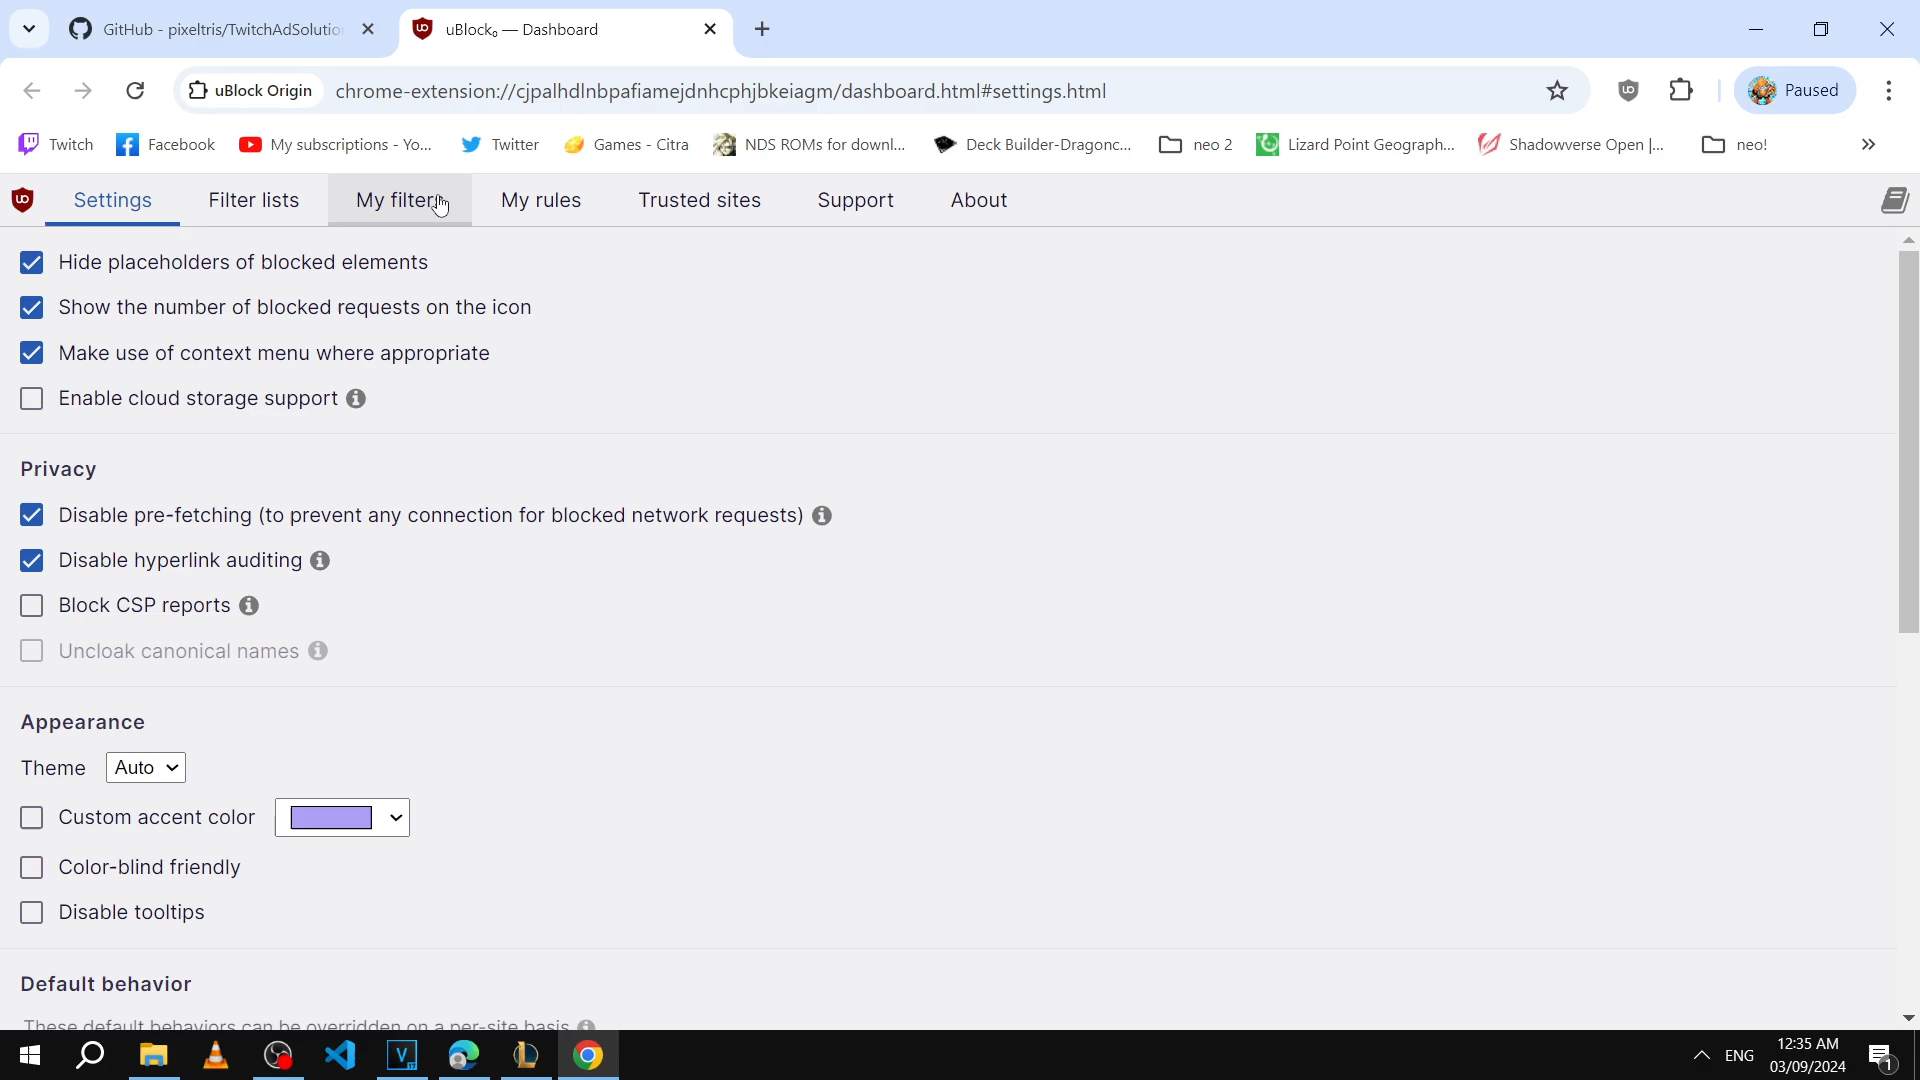 GitHub - pixeltris/TwitchAdSolutio
uBlock₀ — Dashboard
uBlock Origin
chrome-extension://cjpalhdlnbpafiamejdnhcphjbkeiagm/dashboard.html#settings.html
Paused
Twitch
Facebook
My subscriptions - Yo...
Twitter
Games - Citra
NDS ROMs for downl...
Deck Builder-Dragonc...
neo 2
Lizard Point Geograph...
Shadowverse Open |...
neo!
Settings
Filter lists
My filters
My rules
Trusted sites
Support
About
Hide placeholders of blocked elements
Show the number of blocked requests on the icon
Make use of context menu where appropriate
Enable cloud storage support
Privacy
Disable pre-fetching (to prevent any connection for blocked network requests)
Disable hyperlink auditing
Block CSP reports
Uncloak canonical names
Appearance
Theme Auto
Custom accent color
Color-blind friendly
Disable tooltips
Default behavior
These default behaviors can be overridden on a per-site basis
ENG
12:35 AM
03/09/2024
1